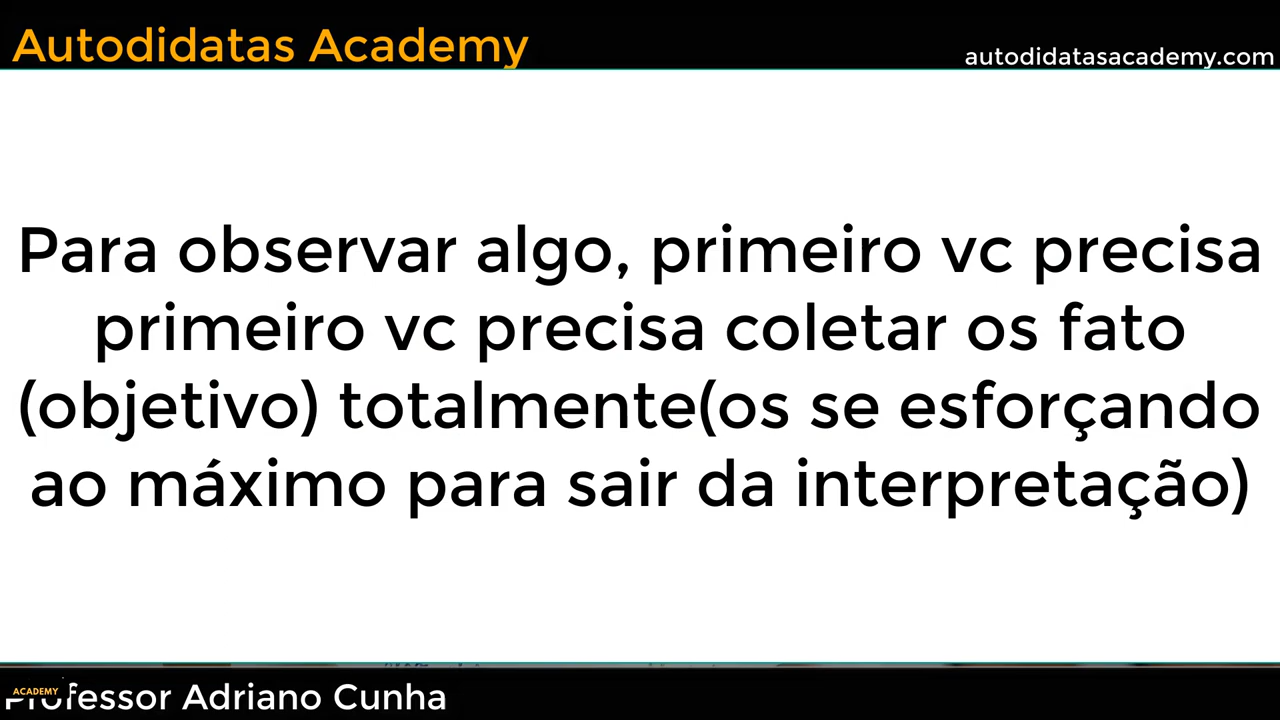 Autodidatas Academy
autodidatasacademy.com
Para observar algo, primeiro vc precisa
primeiro vc precisa coletar os fato
(objetivo) totalmente(os se esforçando
ao máximo para sair da interpretação)
ACADEMY
Professor Adriano Cunha